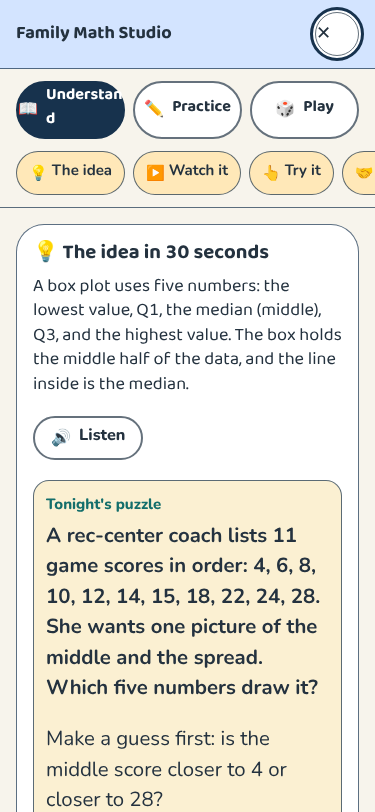 Family Math Studio
✕
📖 Understan
d
✏️ Practice
🎲 Play
💡 The idea
▶️ Watch it
👆 Try it
🤝
💡 The idea in 30 seconds
A box plot uses five numbers: the
lowest value, Q1, the median (middle),
Q3, and the highest value. The box holds
the middle half of the data, and the line
inside is the median.
🔊 Listen
Tonight's puzzle
A rec-center coach lists 11
game scores in order: 4, 6, 8,
10, 12, 14, 15, 18, 22, 24, 28.
She wants one picture of the
middle and the spread.
Which five numbers draw it?
Make a guess first: is the
middle score closer to 4 or
closer to 28?